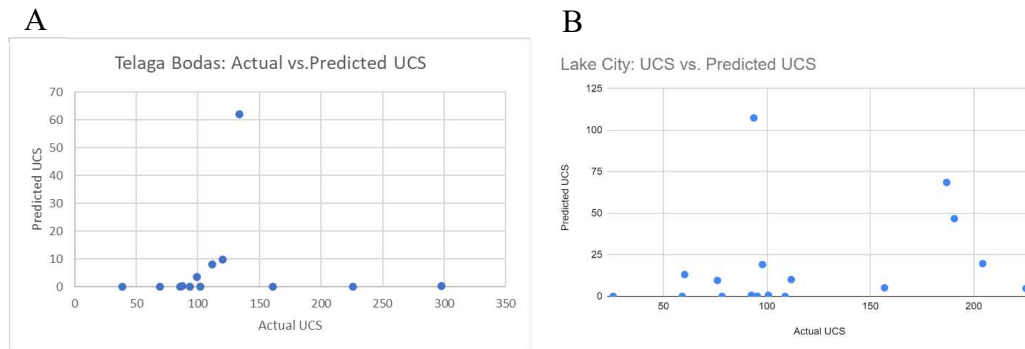 A
Telaga Bodas: Actual vs.Predicted UCS
70
60
50
40
30
20
10
0
Predicted UCS
0 50 100 150 200 250 300 350
Actual UCS
B
Lake City: UCS vs. Predicted UCS
125
100
75
50
25
0
Predicted UCS
50 100 150 200
Actual UCS